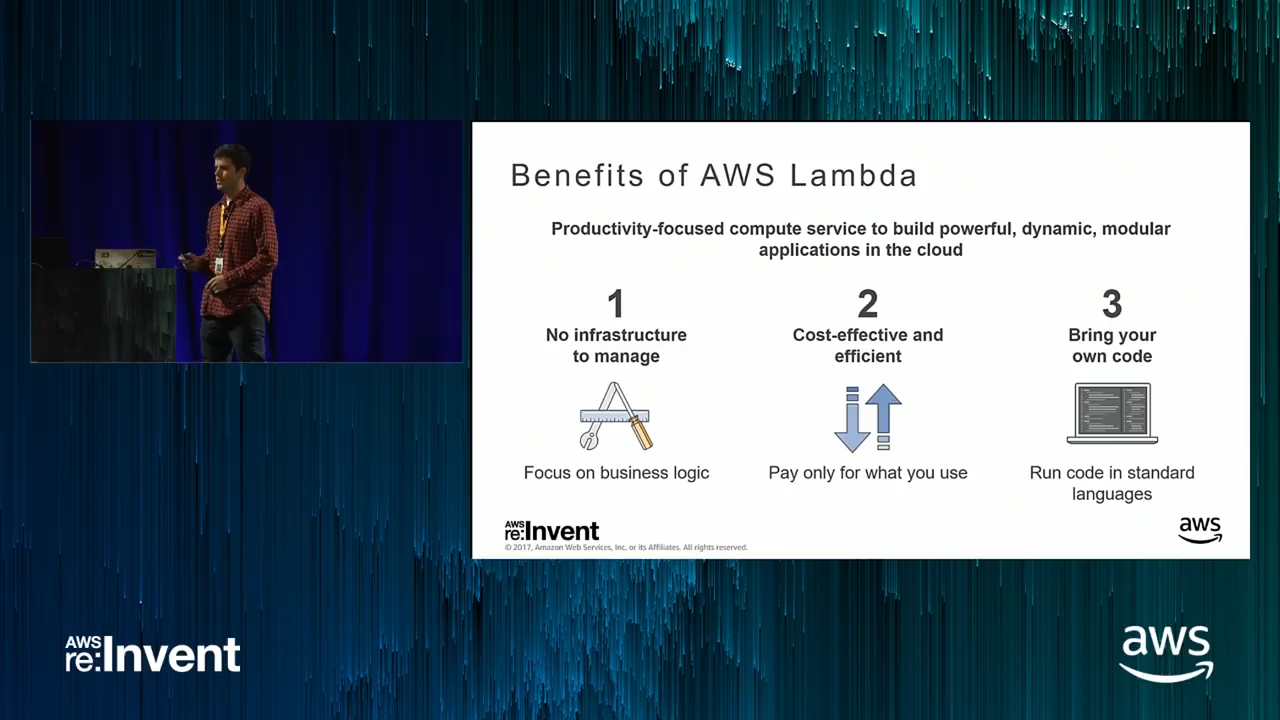 Benefits of AWS Lambda
Productivity-focused compute service to build powerful, dynamic, modular
applications in the cloud
1
No infrastructure
to manage
Focus on business logic
2
Cost-effective and
efficient
Pay only for what you use
3
Bring your
own code
Run code in standard
languages
AWS
re:Invent
© 2017, Amazon Web Services, Inc. or its Affiliates. All rights reserved.
aws
AWS
re:Invent
aws